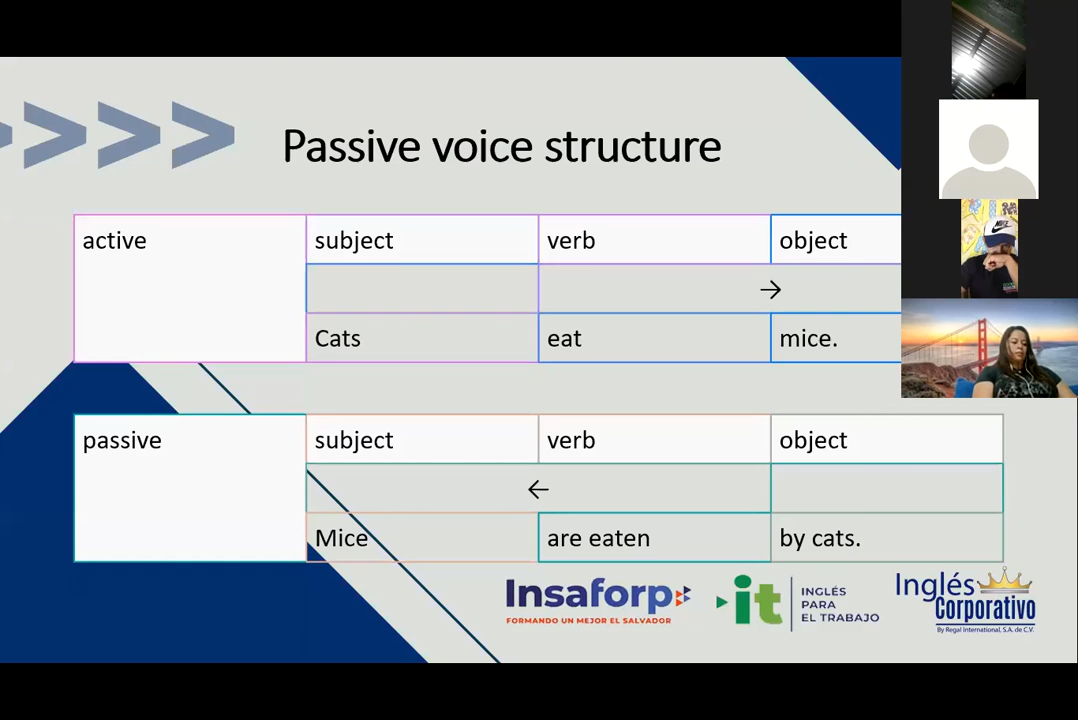 Passive voice structure
active subject verb object
→
Cats eat mice.
passive subject verb object
←
Mice are eaten by cats.
Insaforp
FORMANDO UN MEJOR EL SALVADOR
it
INGLÉS
PARA
EL TRABAJO
Inglés
Corporativo
By Regal International, S.A. de C.V.